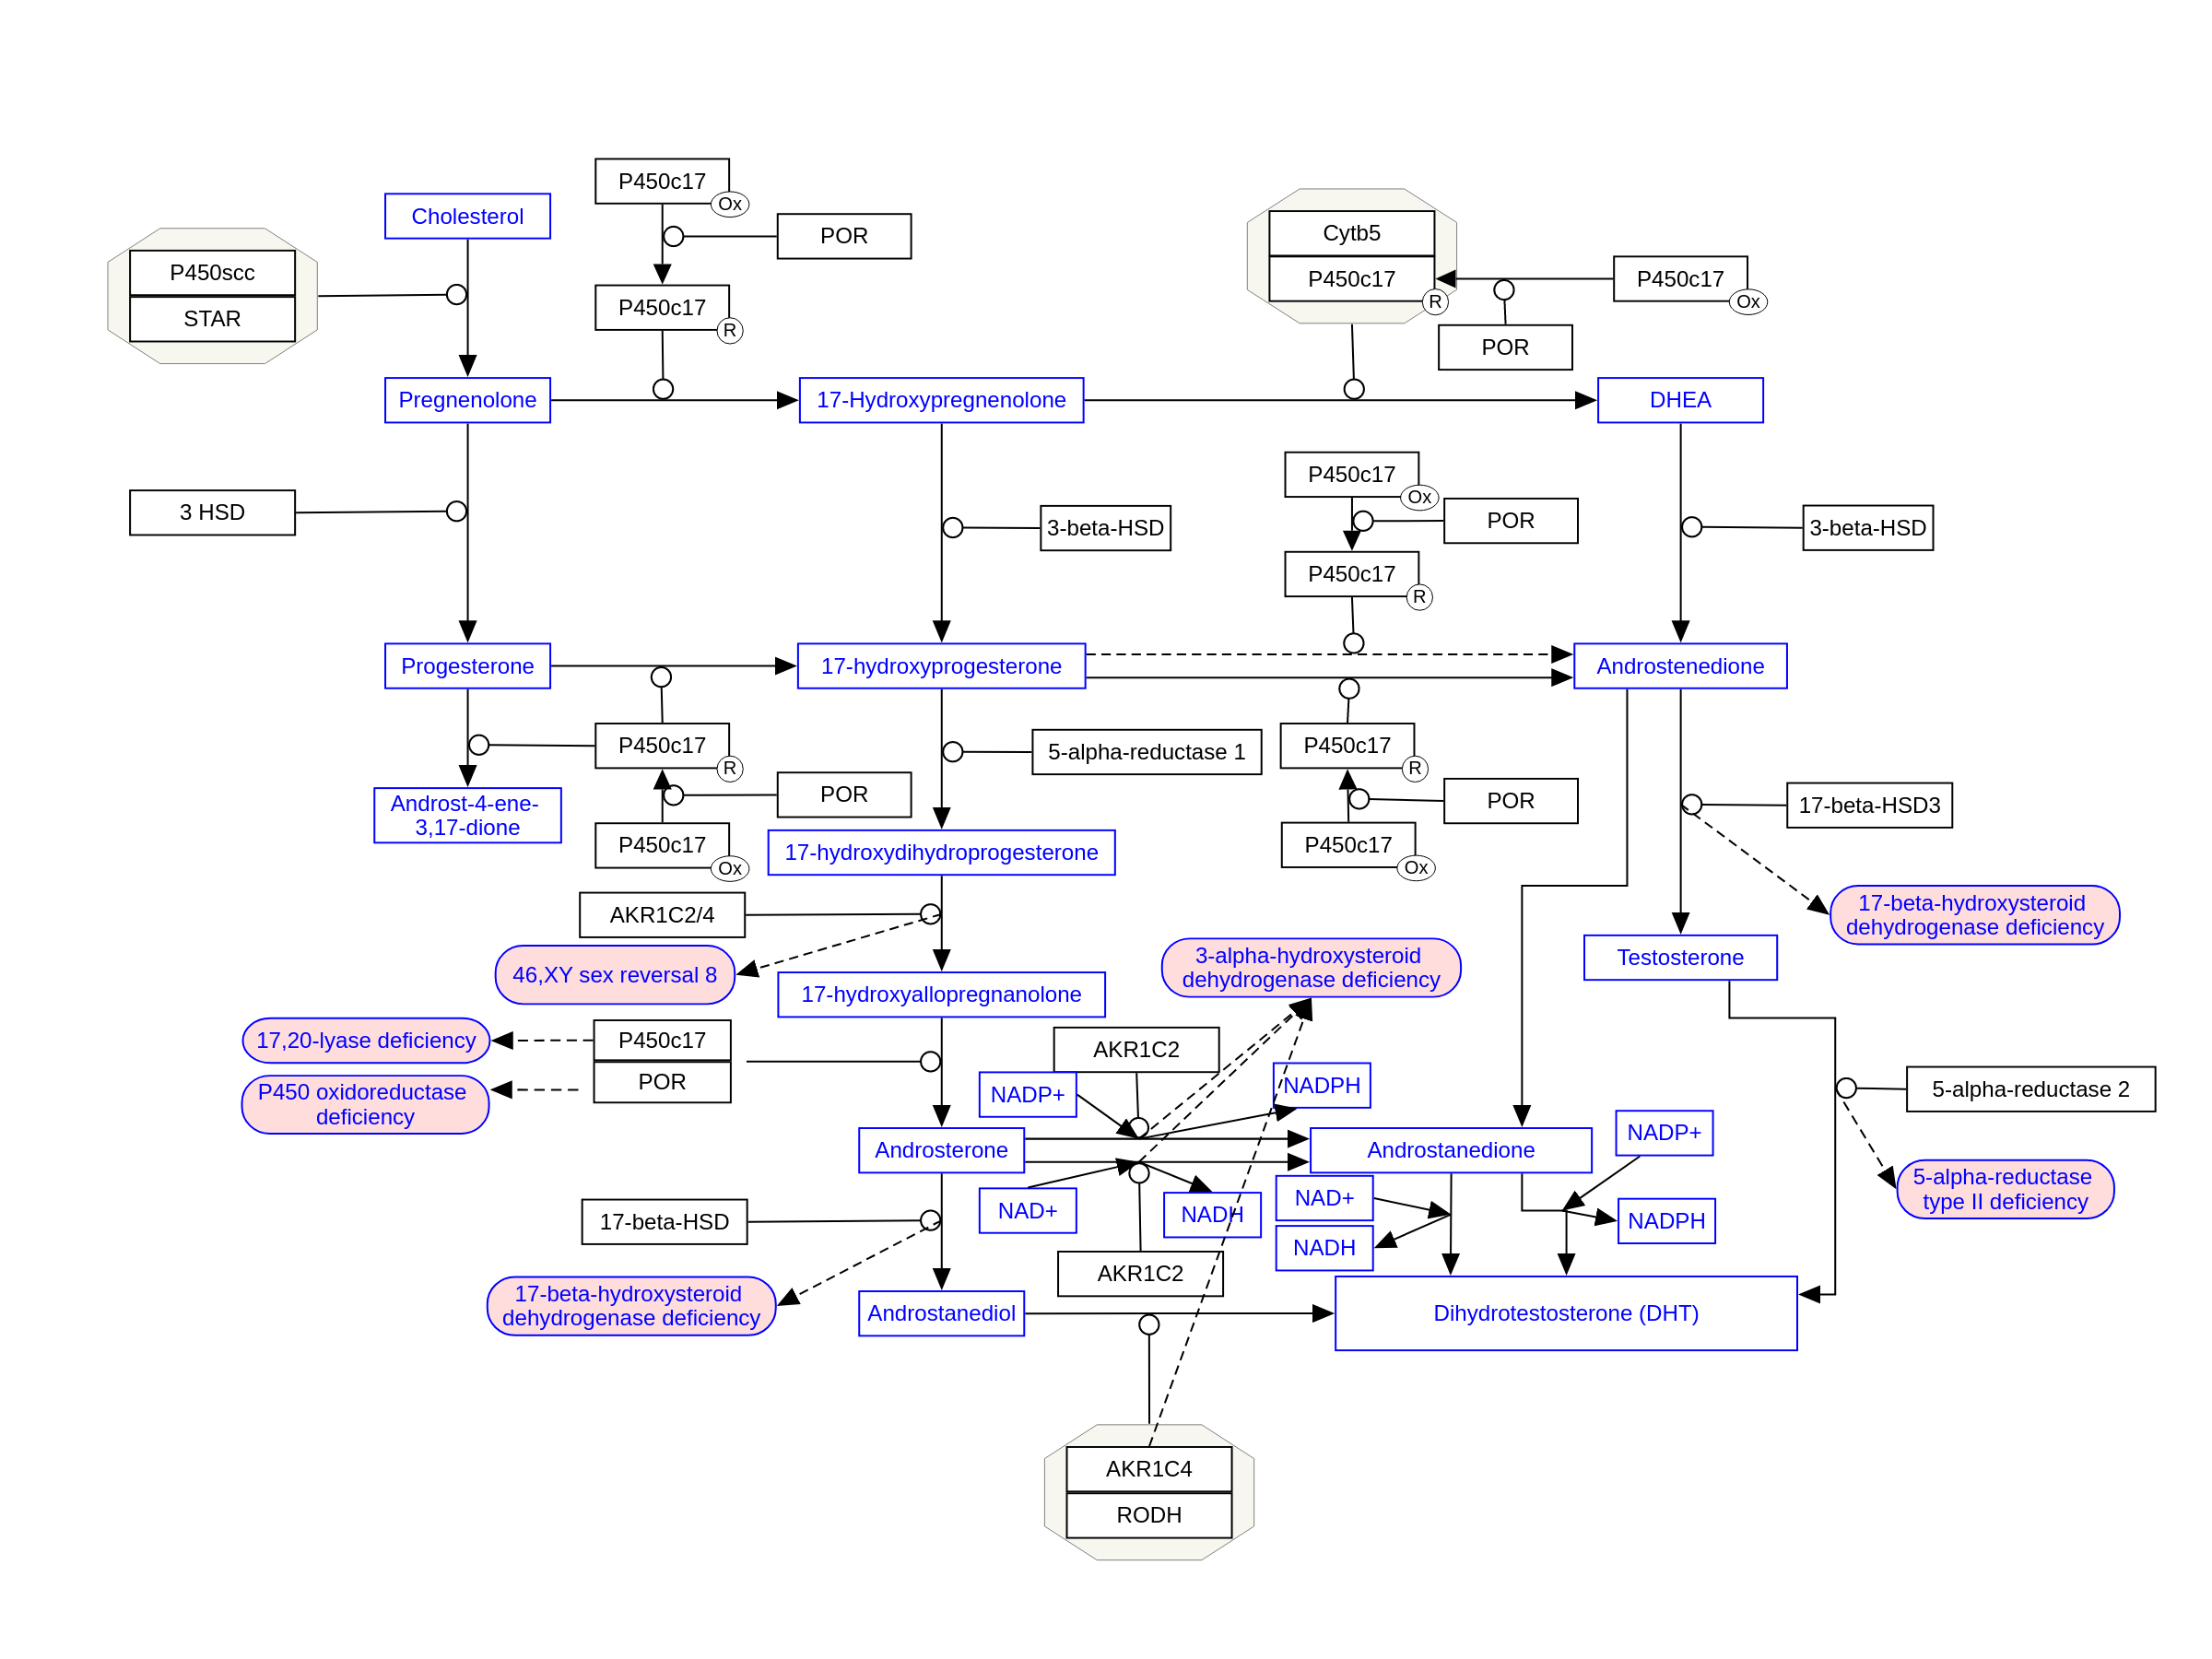 P450c17
Ox
Cholesterol
POR
Cytb5
P450scc
P450c17
P450c17
STAR
P450c17
R
Ox
R
POR
Pregnenolone
17-Hydroxypregnenolone
DHEA
P450c17
Ox
3 HSD
3-beta-HSD
POR
3-beta-HSD
P450c17
R
Progesterone
17-hydroxyprogesterone
Androstenedione
P450c17
R
5-alpha-reductase 1
P450c17
R
Androst-4-ene-
3,17-dione
POR
POR
17-beta-HSD3
P450c17
Ox
17-hydroxydihydroprogesterone
P450c17
Ox
AKR1C2/4
17-beta-hydroxysteroid
dehydrogenase deficiency
46,XY sex reversal 8
3-alpha-hydroxysteroid
dehydrogenase deficiency
Testosterone
17-hydroxyallopregnanolone
17,20-lyase deficiency
P450c17
AKR1C2
P450 oxidoreductase
deficiency
POR
NADP+
NADPH
5-alpha-reductase 2
Androsterone
Androstanedione
NADP+
5-alpha-reductase
type II deficiency
NAD+
NADH
NAD+
NADPH
17-beta-HSD
NADH
AKR1C2
17-beta-hydroxysteroid
dehydrogenase deficiency
Androstanediol
Dihydrotestosterone (DHT)
AKR1C4
RODH